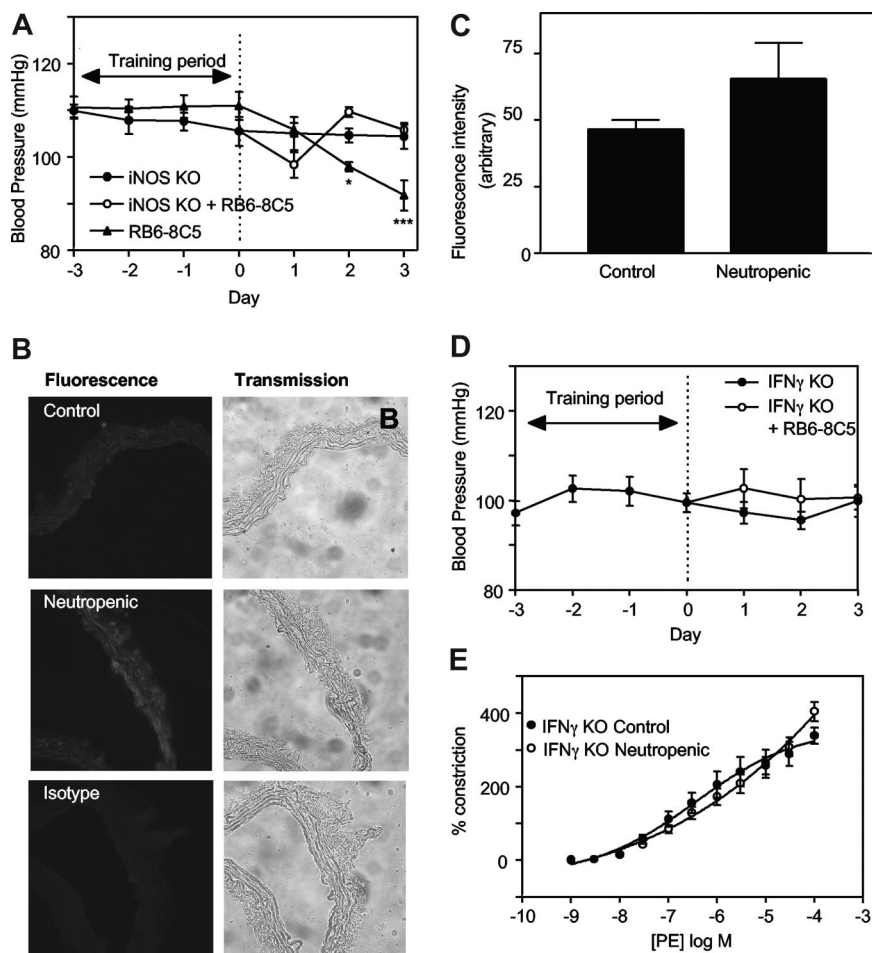 A
Training period
120
100
80
Blood Pressure (mmHg)
iNOS KO
iNOS KO + RB6-8C5
RB6-8C5
*
***
-3 -2 -1 0 1 2 3
Day
B
Fluorescence Transmission
Control
B
Neutropenic
Isotype
C
75
50
25
0
Fluorescence intensity
(arbitrary)
Control Neutropenic
D
120
100
80
Blood Pressure (mmHg)
Training period
IFNγ KO
IFNγ KO
+ RB6-8C5
-3 -2 -1 0 1 2 3
Day
E
400
200
0
% constriction
IFNγ KO Control
IFNγ KO Neutropenic
-10 -9 -8 -7 -6 -5 -4 -3
[PE] log M